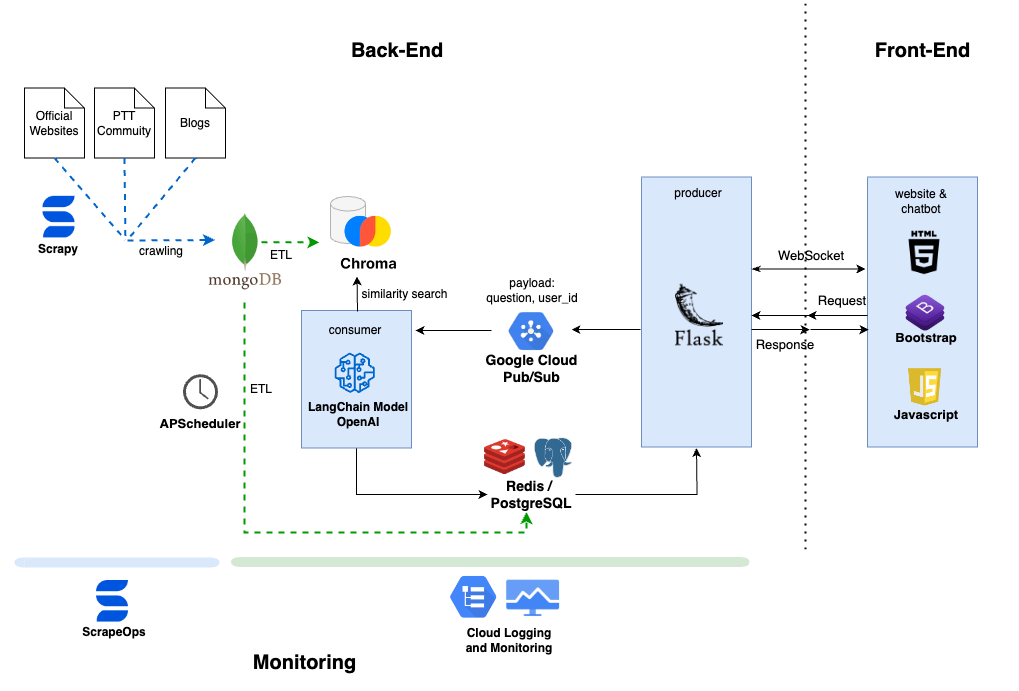 Back-End
Front-End
Official
Websites
PTT
Commuity
Blogs
Scrapy
crawling
mongoDB
ETL
Chroma
similarity search
consumer
LangChain Model
OpenAI
APScheduler
ETL
payload:
question, user_id
Google Cloud
Pub/Sub
Redis /
PostgreSQL
producer
Flask
WebSocket
Request
Response
website &
chatbot
HTML
5
B
Bootstrap
JS
Javascript
ScrapeOps
Cloud Logging
and Monitoring
Monitoring